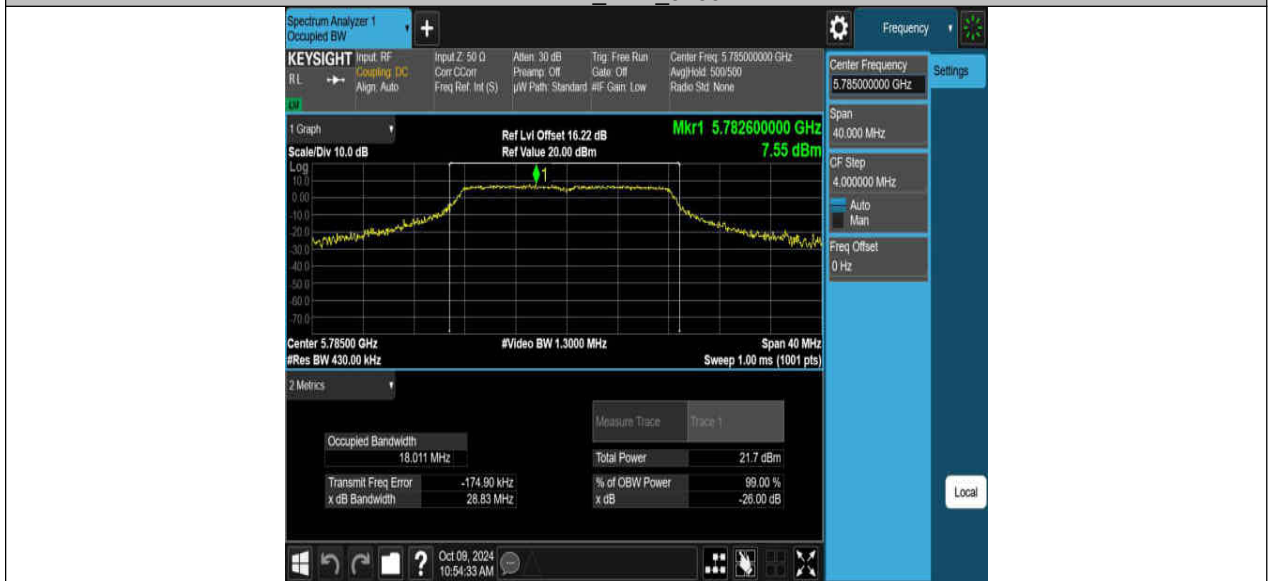 Spectrum Analyzer 1
Occupied BW
+
Frequency
KEYSIGHT
RL
LXI
Input: RF
Coupling: DC
Align: Auto
Input Z: 50 Ω
Corr CCorr
Freq Ref: Int (S)
Atten: 30 dB
Preamp: Off
µW Path: Standard
Trig: Free Run
Gate: Off
#IF Gain: Low
Center Freq: 5.785000000 GHz
Avg|Hold: 500/500
Radio Std: None
Center Frequency
5.785000000 GHz
Settings
Span
40.000 MHz
CF Step
4.000000 MHz
Auto
Man
Freq Offset
0 Hz
1 Graph
Scale/Div 10.0 dB
Ref Lvl Offset 16.22 dB
Ref Value 20.00 dBm
Mkr1 5.782600000 GHz
7.55 dBm
Log
10.0
0.00
-10.0
-20.0
-30.0
-40.0
-50.0
-60.0
-70.0
1
Center 5.78500 GHz
#Res BW 430.00 kHz
#Video BW 1.3000 MHz
Span 40 MHz
Sweep 1.00 ms (1001 pts)
2 Metrics
Measure Trace Trace 1
Occupied Bandwidth
18.011 MHz
Total Power 21.7 dBm
Transmit Freq Error -174.90 kHz
% of OBW Power 99.00 %
x dB Bandwidth 28.83 MHz
x dB -26.00 dB
Local
?
Oct 09, 2024
10:54:33 AM